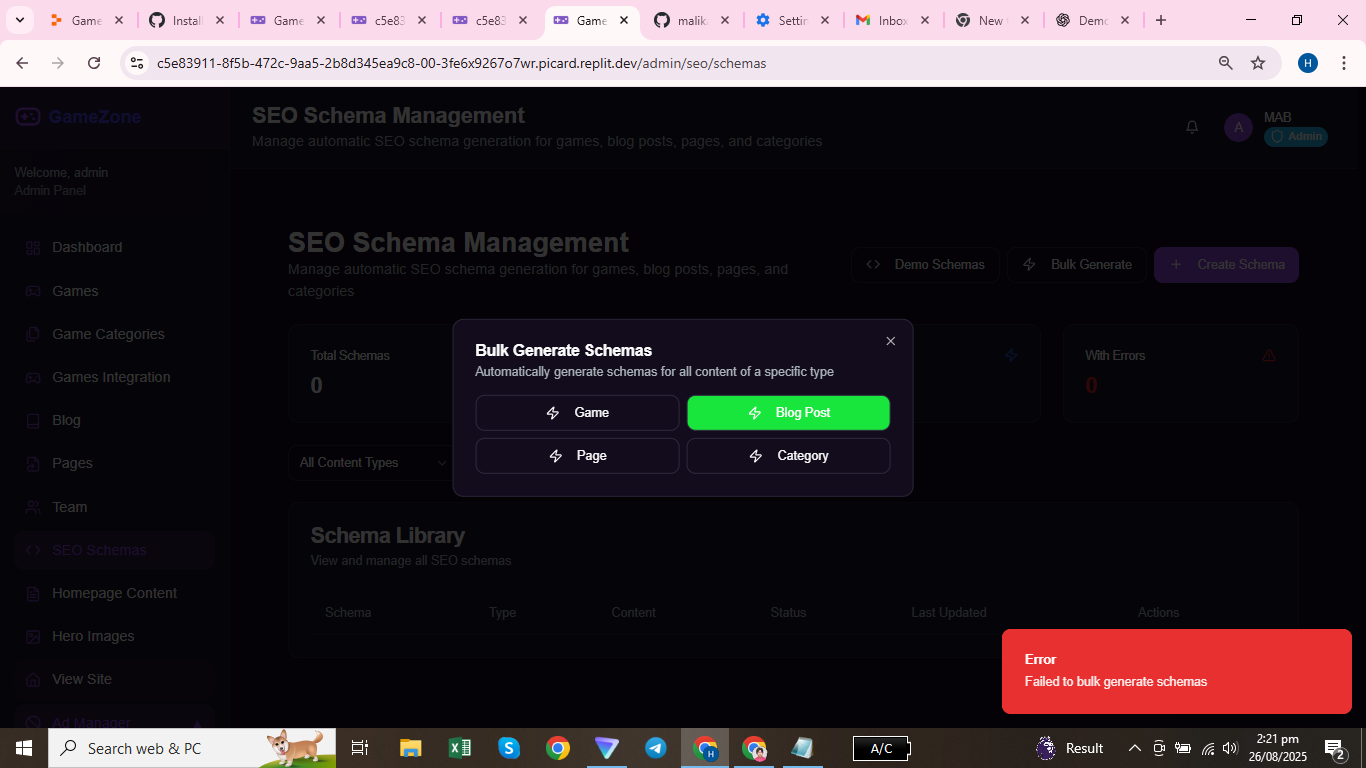 Game
Install
Game
c5e83
c5e83
Game
malik
Settin
Inbox
New
Demo
c5e83911-8f5b-472c-9aa5-2b8d345ea9c8-00-3fe6x9267o7wr.picard.replit.dev/admin/seo/schemas
H
GameZone
SEO Schema Management
Manage automatic SEO schema generation for games, blog posts, pages, and categories
A
MAB
Admin
Welcome, admin
Admin Panel
Dashboard
Games
Game Categories
Games Integration
Blog
Pages
Team
SEO Schemas
Homepage Content
Hero Images
View Site
Ad Manager
SEO Schema Management
Manage automatic SEO schema generation for games, blog posts, pages, and
categories
Demo Schemas
Bulk Generate
Create Schema
Total Schemas
0
With Errors
0
All Content Types
Bulk Generate Schemas
Automatically generate schemas for all content of a specific type
Game
Blog Post
Page
Category
Schema Library
View and manage all SEO schemas
Schema Type Content Status Last Updated Actions
Error
Failed to bulk generate schemas
Search web & PC
H
A/C
Result
2:21 pm
26/08/2025
2